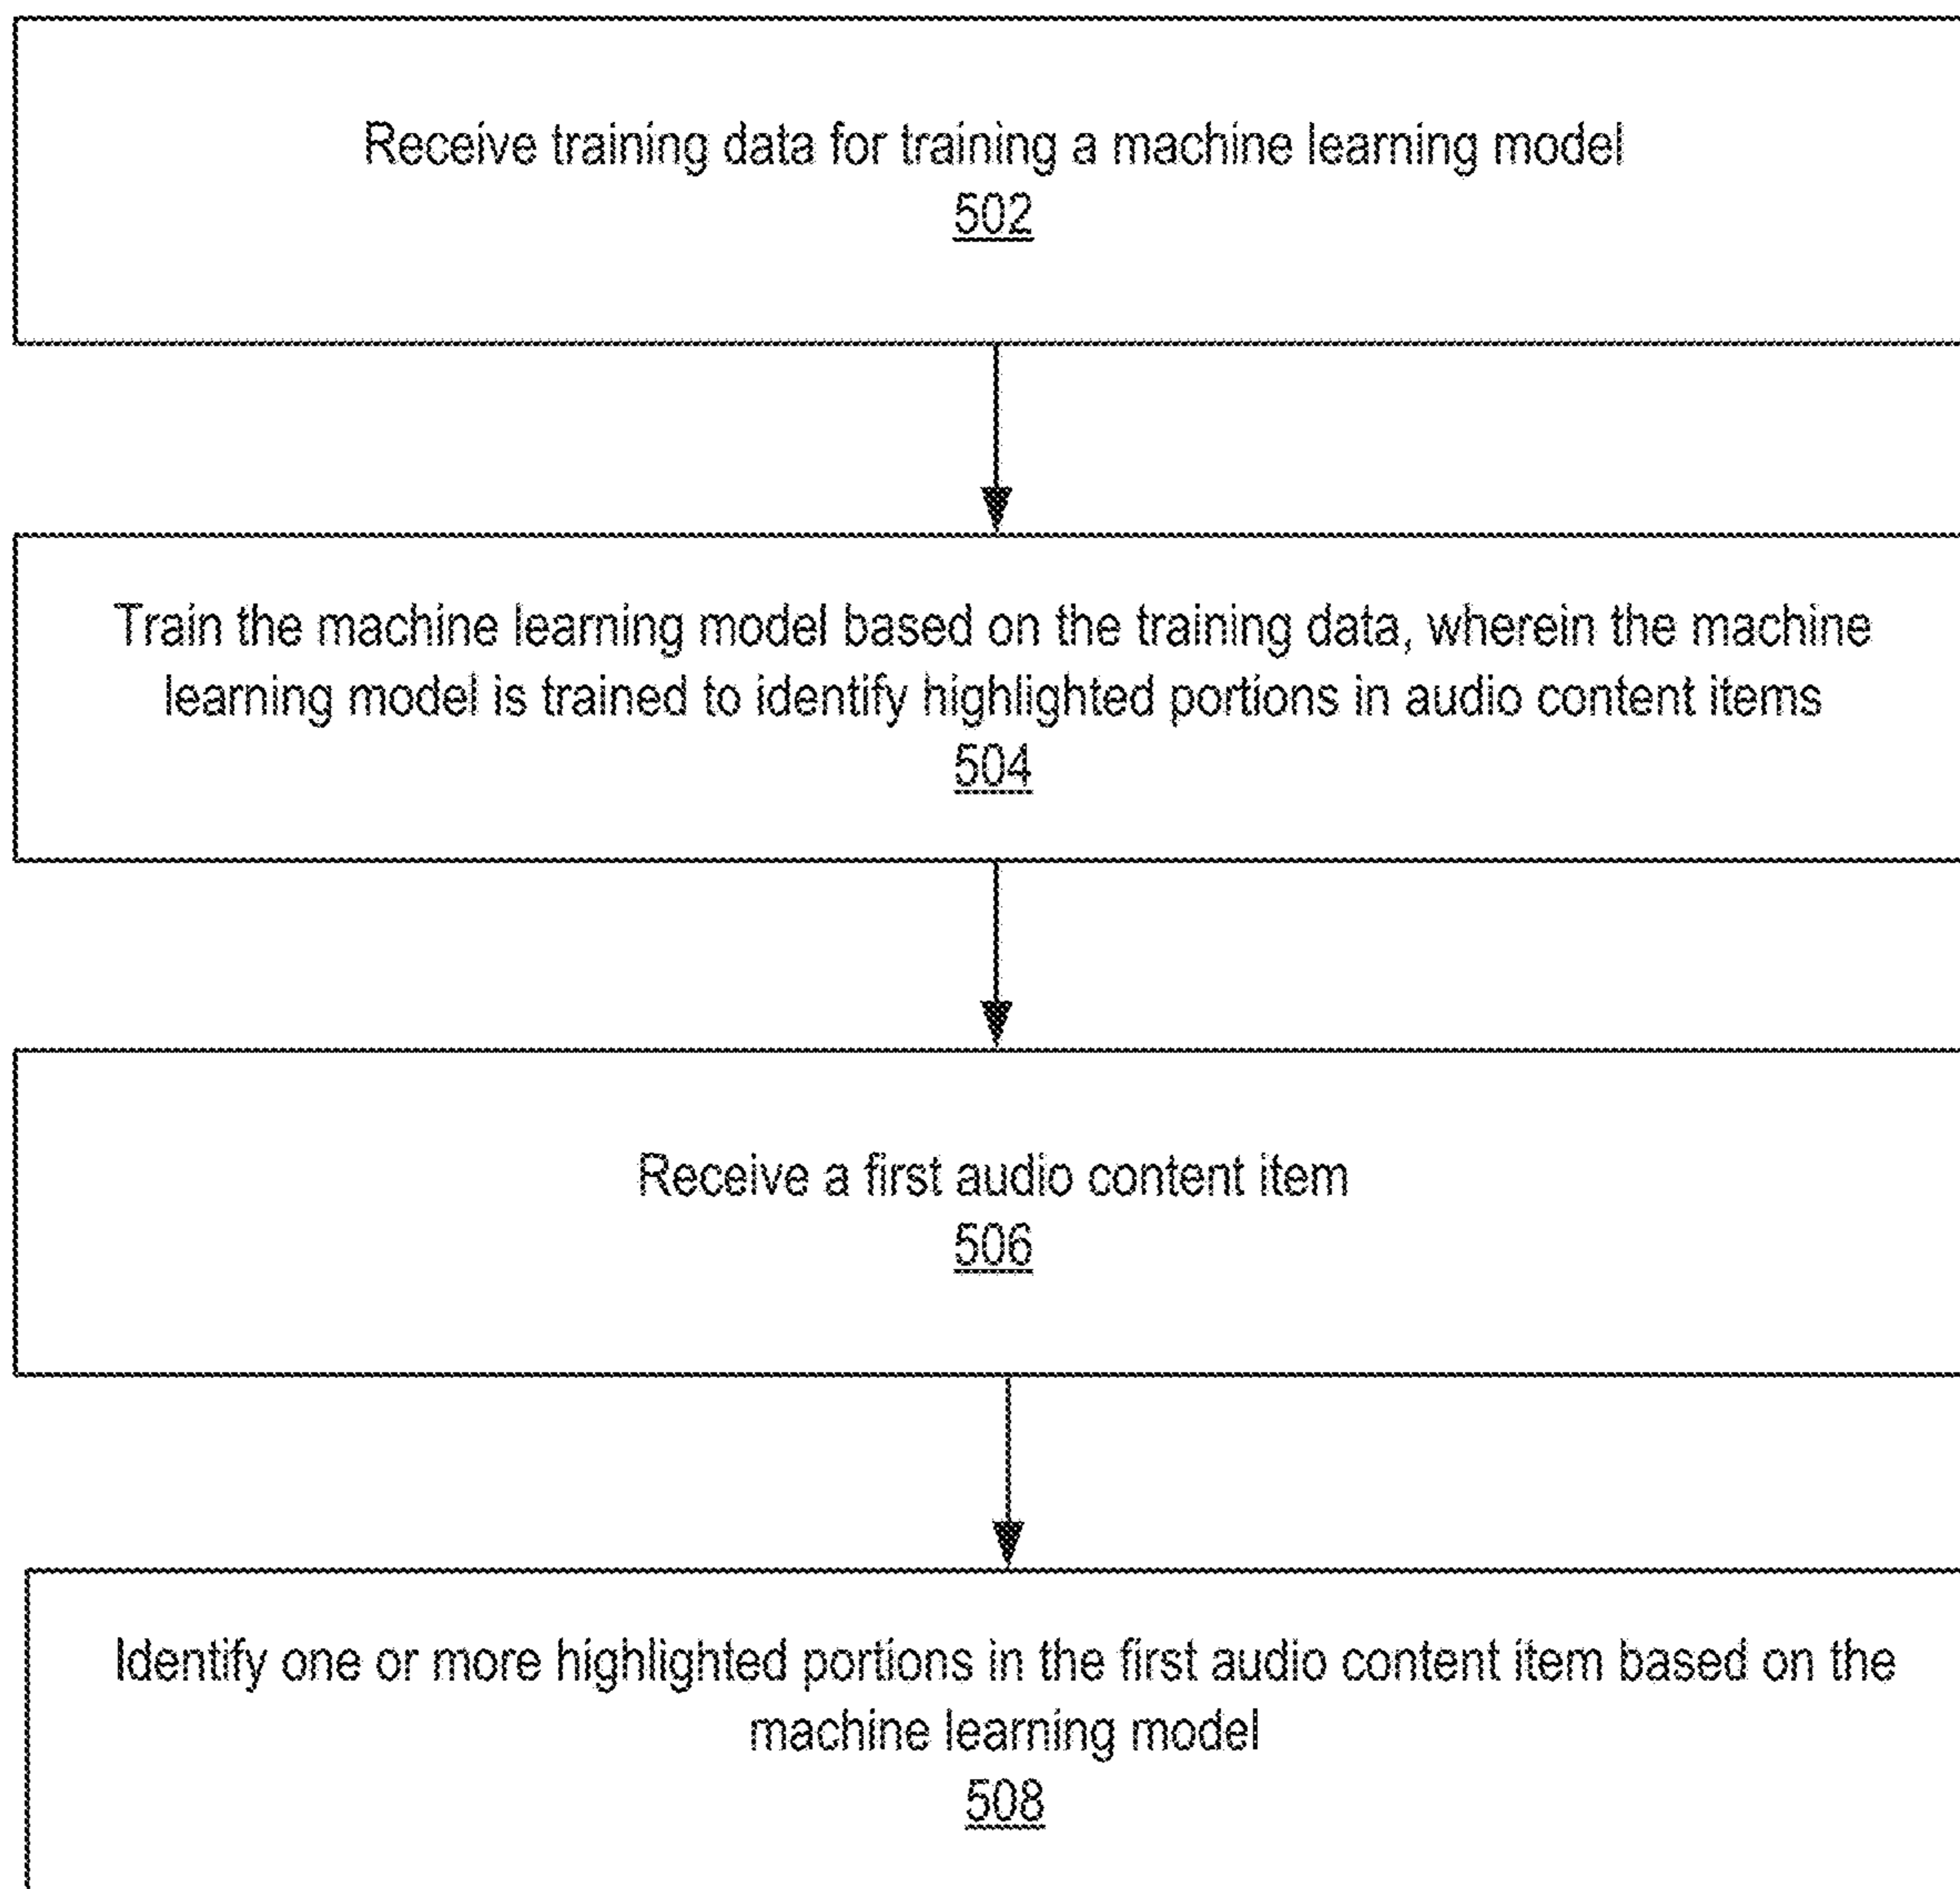 Receive training data for training a machine learning model
502
Train the machine learning model based on the training data, wherein the machine
learning model is trained to identify highlighted portions in audio content items
504
Receive a first audio content item
506
Identify one or more highlighted portions in the first audio content item based on the
machine learning model
508